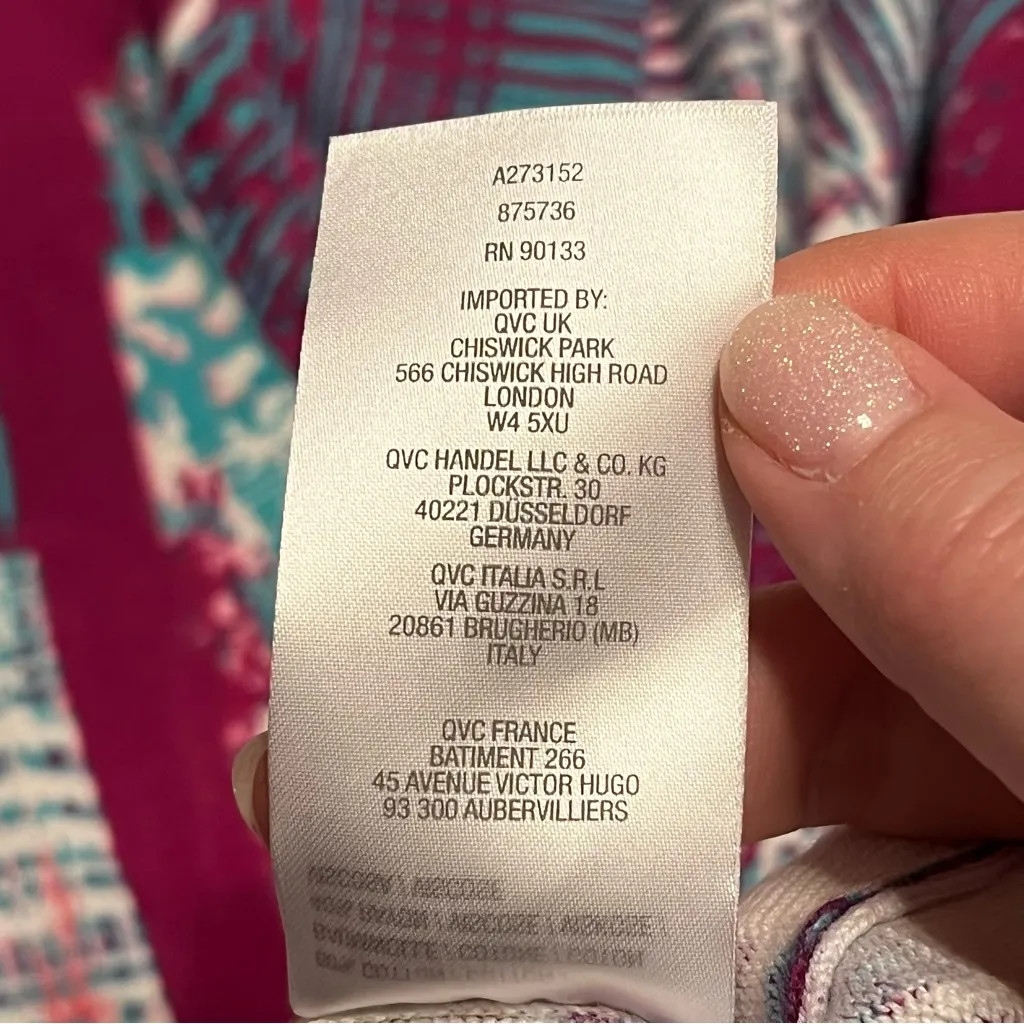 A273152
875736
RN 90133
IMPORTED BY:
QVC UK
CHISWICK PARK
566 CHISWICK HIGH ROAD
LONDON
W4 5XU
QVC HANDEL LLC & CO. KG
PLOCKSTR. 30
40221 DÜSSELDORF
GERMANY
QVC ITALIA S.R.L
VIA GUZZINA 18
20861 BRUGHERIO (MB)
ITALY
QVC FRANCE
BATIMENT 266
45 AVENUE VICTOR HUGO
93 300 AUBERVILLIERS